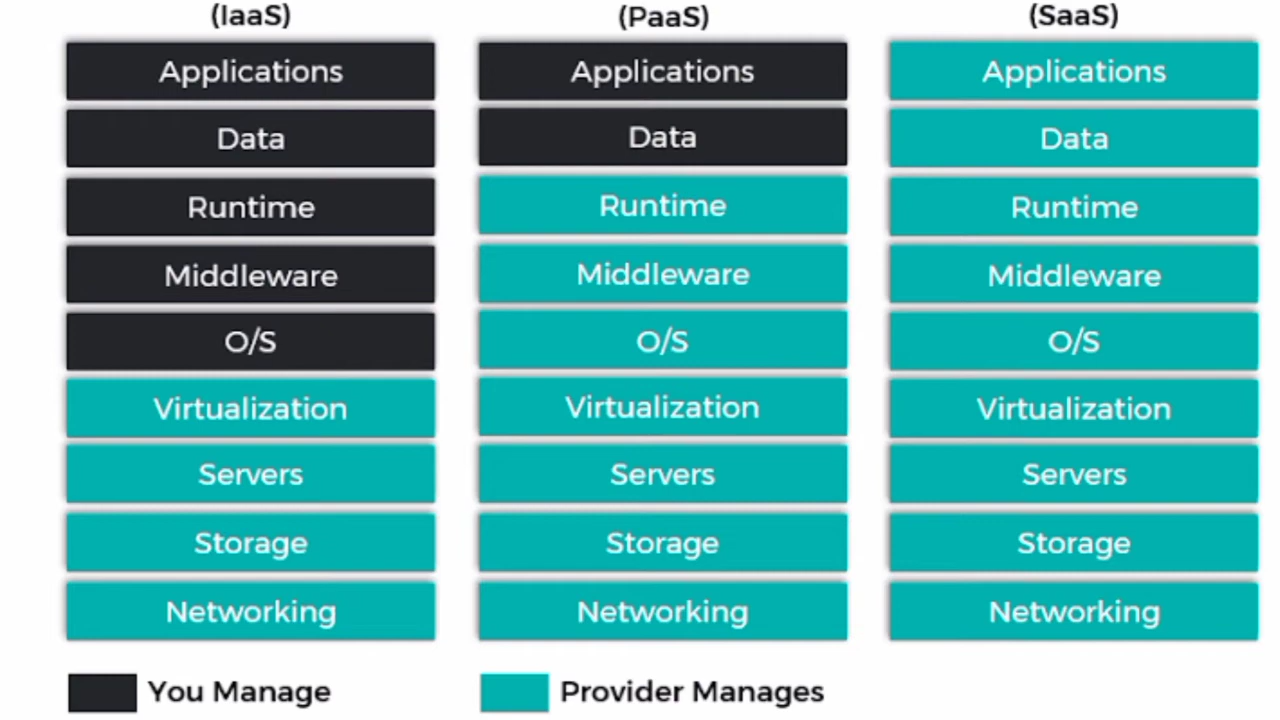 (IaaS) (PaaS) (SaaS)
Applications Applications Applications
Data Data Data
Runtime Runtime Runtime
Middleware Middleware Middleware
O/S O/S O/S
Virtualization Virtualization Virtualization
Servers Servers Servers
Storage Storage Storage
Networking Networking Networking
You Manage Provider Manages